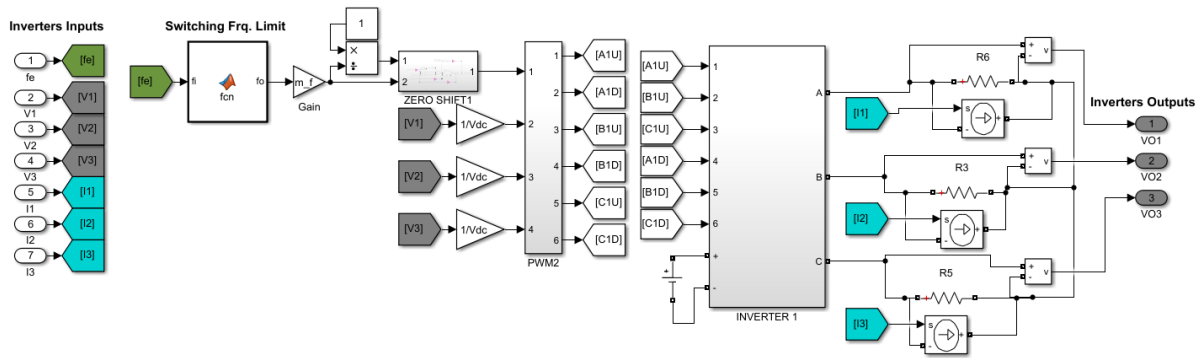 Inverters Inputs
1
[fe]
fe
2
[V1]
V1
3
[V2]
V2
4
[V3]
V3
5
[I1]
I1
6
[I2]
I2
7
[I3]
I3
Switching Frq. Limit
[fe]
fi
fcn
fo
m_f
Gain
1
×
÷
1
2
1
ZERO SHIFT1
[V1]
1/Vdc
[V2]
1/Vdc
[V3]
1/Vdc
1
2
3
4
1
2
3
4
5
6
PWM2
[A1U]
[A1D]
[B1U]
[B1D]
[C1U]
[C1D]
[A1U]
[B1U]
[C1U]
[A1D]
[B1D]
[C1D]
1
2
3
4
5
6
+
-
A
B
C
INVERTER 1
+
R6
+
[I1]
s
-
+
+
-
v
R3
+
[I2]
s
-
+
+
-
v
R5
+
[I3]
s
-
+
+
-
v
Inverters Outputs
1
VO1
2
VO2
3
VO3